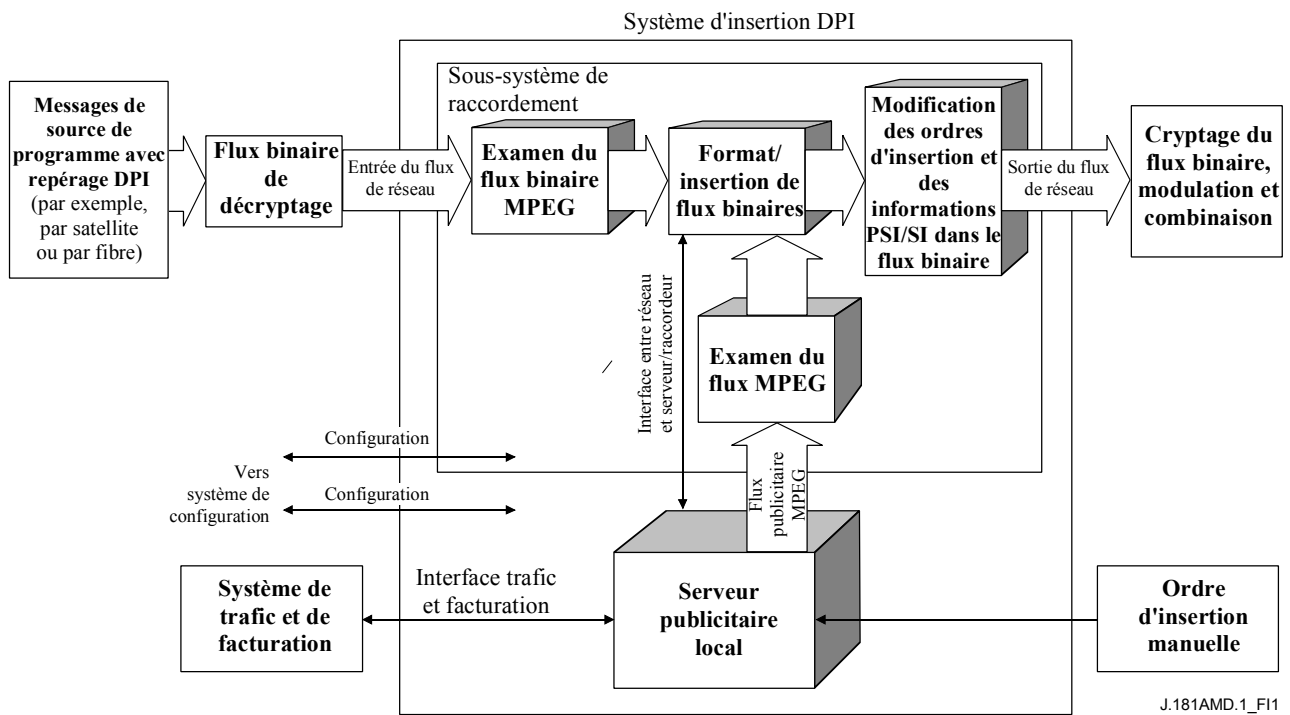 Système d'insertion DPI
Sous-système de
raccordement
Messages de
source de
programme avec
repérage DPI
(par exemple,
par satellite
ou par fibre)
Flux binaire
de
décryptage
Entrée du flux
de réseau
Examen du
flux binaire
MPEG
Format/
insertion de
flux binaires
Modification
des ordres
d'insertion et
des
informations
PSI/SI dans le
flux binaire
Sortie du flux
de réseau
Cryptage du
flux binaire,
modulation et
combinaison
Interface entre réseau
et serveur/raccordeur
Examen du
flux MPEG
Configuration
Vers
système de
configuration
Configuration
Flux
publicitaire
MPEG
Système de
trafic et de
facturation
Interface trafic
et facturation
Serveur
publicitaire
local
Ordre
d'insertion
manuelle
J.181AMD.1_FI1